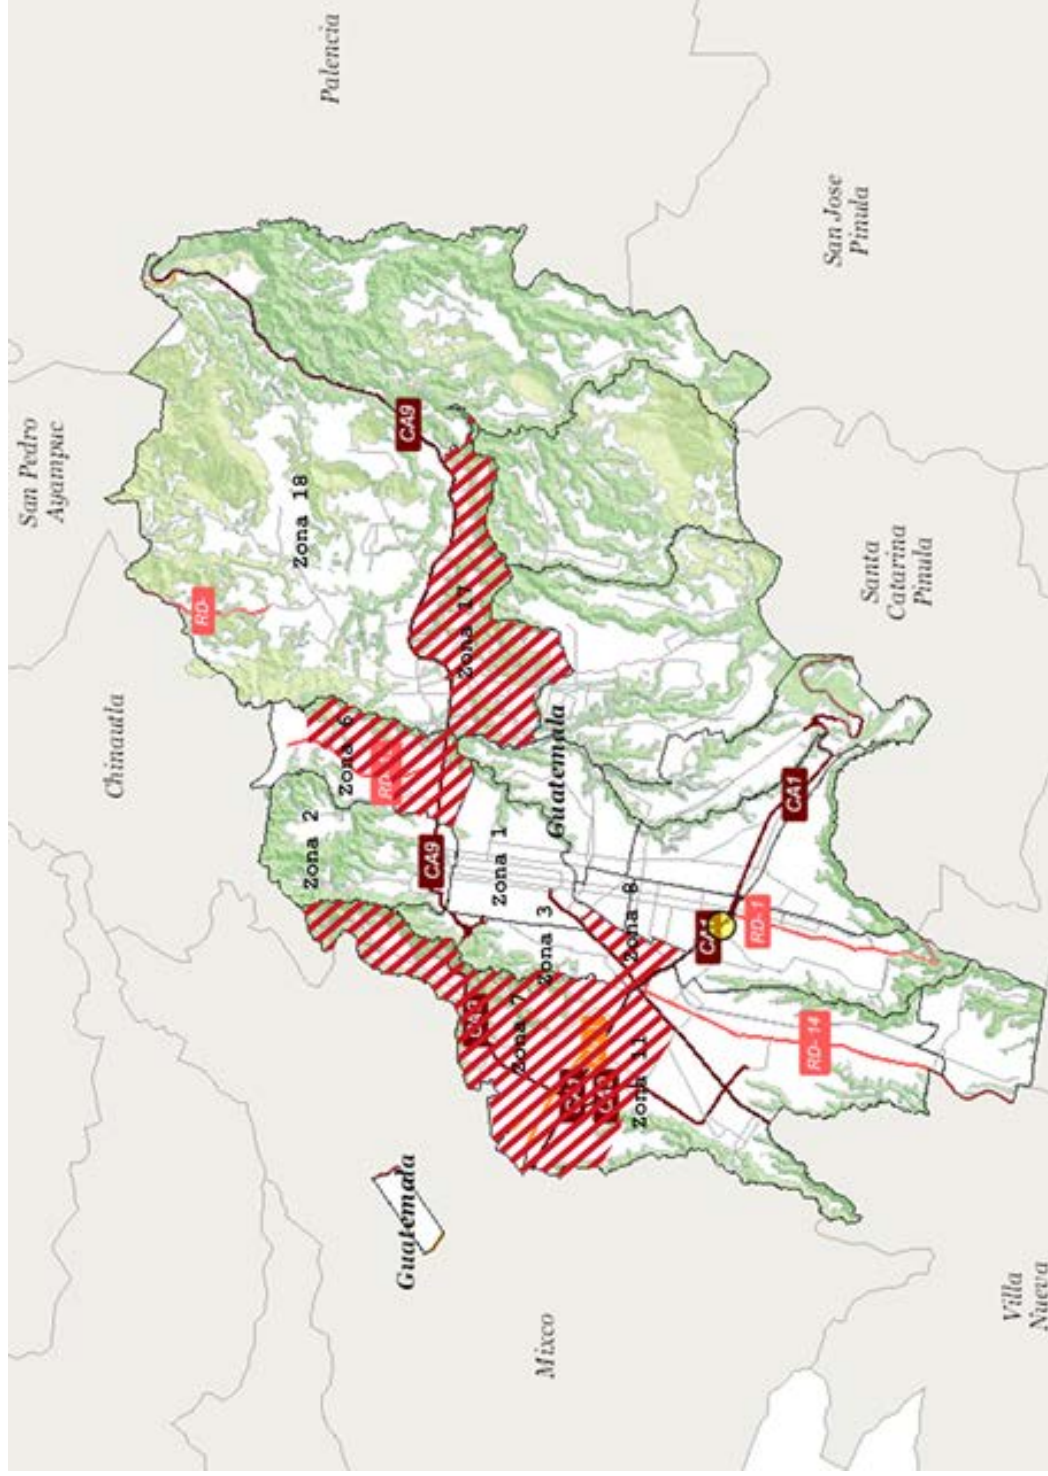 San Pedro
Ayampuc
Chinautla
RD-
Zona 18
Zona 2
Palencia
Zona 6
Guatemala
CA9
CA9
Zona 17
Zona 1
Zona 7
Mixco
Zona 3
Guatemala
Zona 8
Zona 11
CA1
RD-1
CA1
RD-14
San Jose
Pinula
Santa
Catarina
Pinula
Villa
Nueva